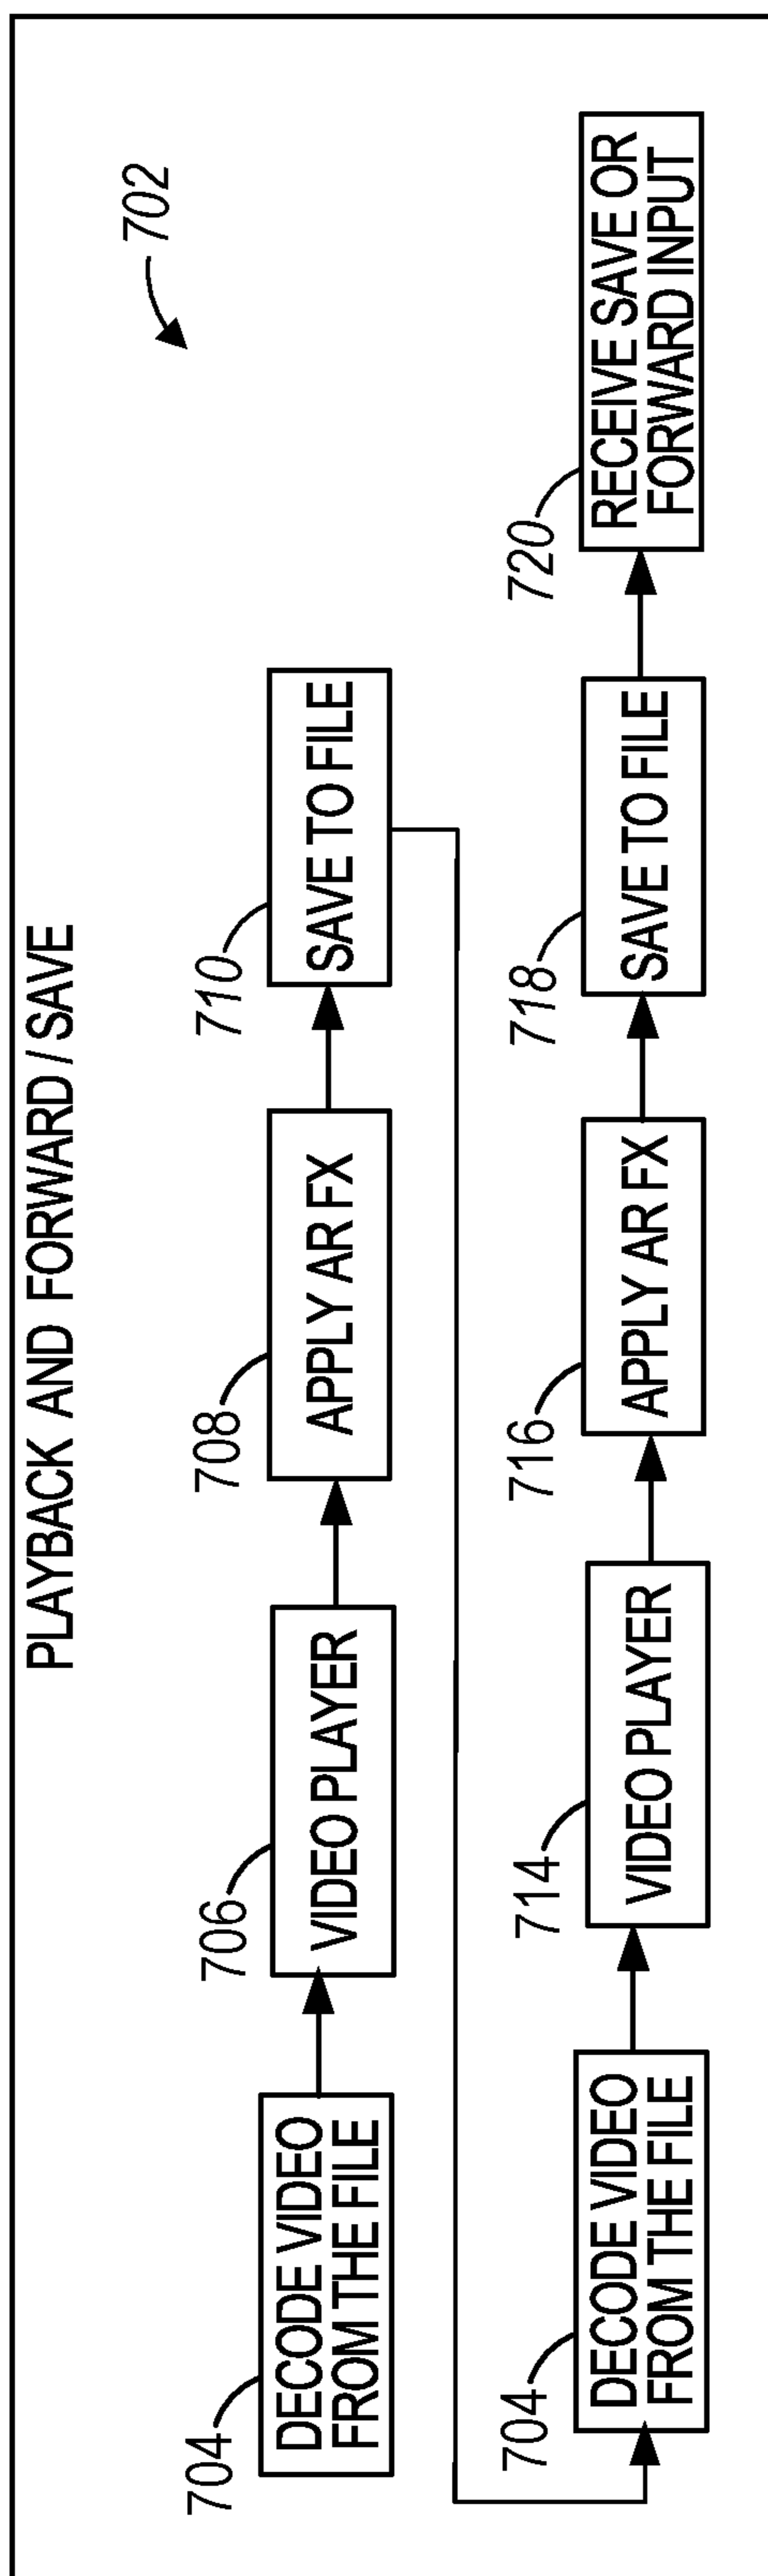 PLAYBACK AND FORWARD / SAVE
702
704
DECODE VIDEO
FROM THE FILE
706
VIDEO PLAYER
708
APPLY AR FX
710
SAVE TO FILE
704
DECODE VIDEO
FROM THE FILE
714
VIDEO PLAYER
716
APPLY AR FX
718
SAVE TO FILE
720
RECEIVE SAVE OR
FORWARD INPUT